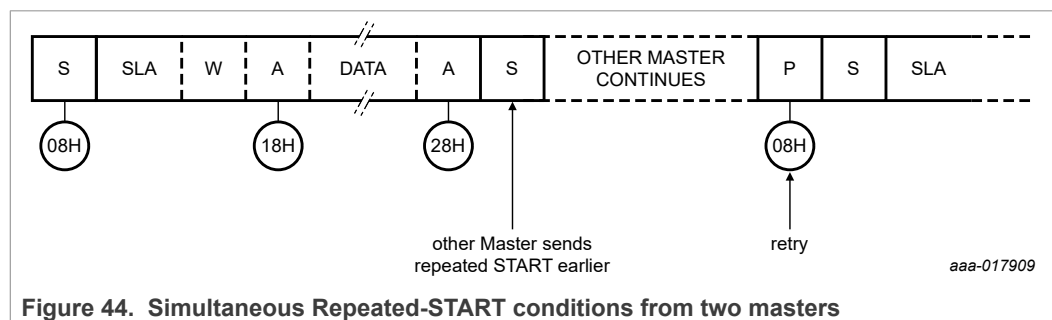 S SLA W A DATA A S OTHER MASTER CONTINUES P S SLA
08H 18H 28H 08H
other Master sends
repeated START earlier
retry
aaa-017909
Figure 44. Simultaneous Repeated-START conditions from two masters